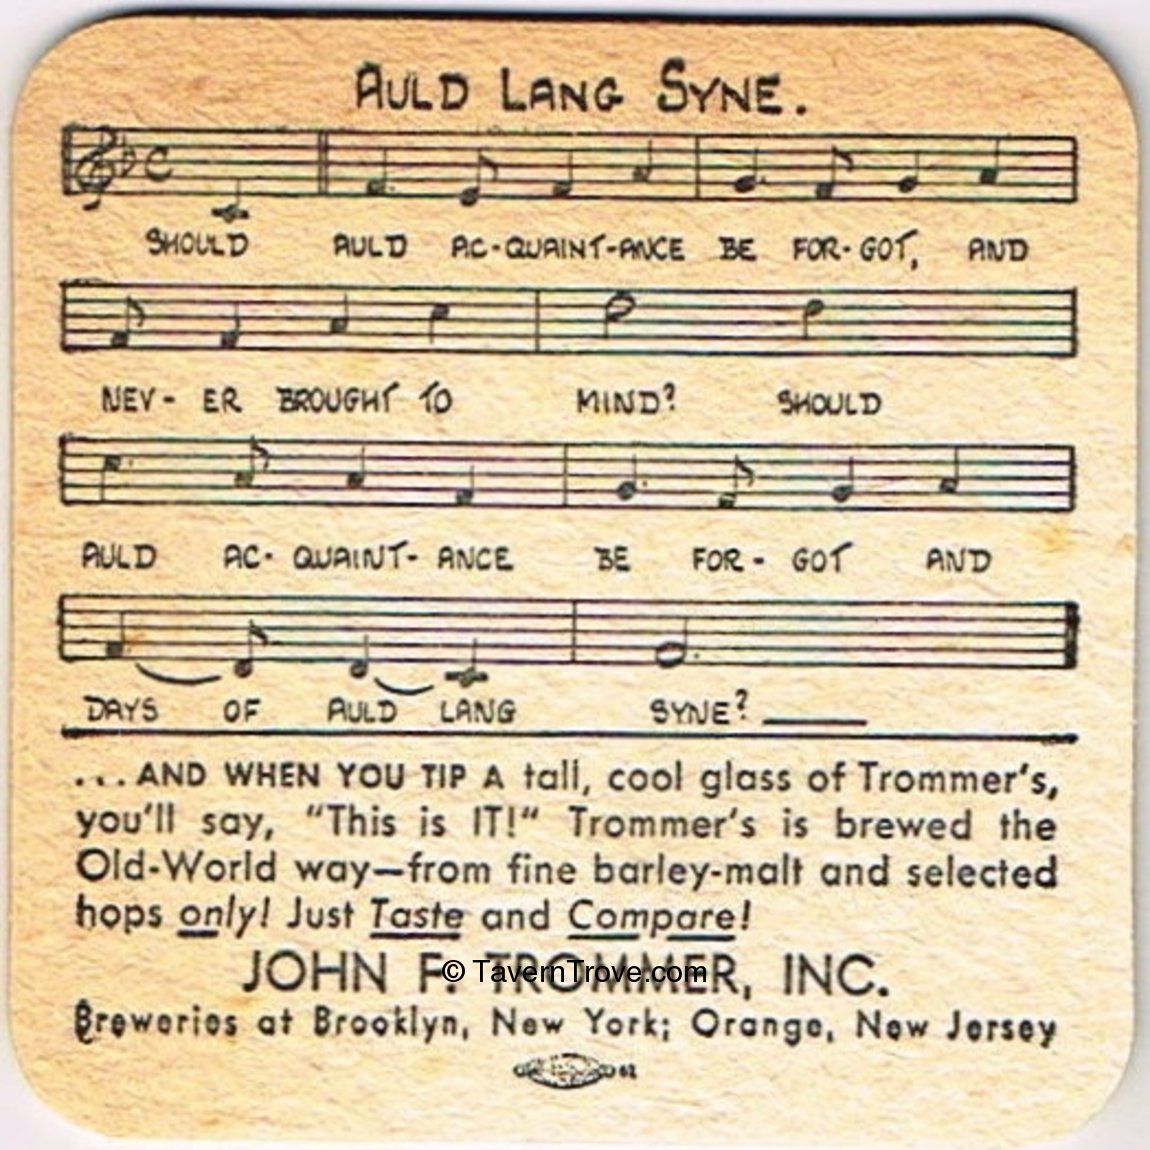 AULD LANG SYNE.
SHOULD AULD AC-QUAINT-ANCE BE FOR-GOT, AND
NEV- ER BROUGHT TO MIND? SHOULD
AULD AC- QUAINT- ANCE BE FOR- GOT AND
DAYS OF AULD LANG SYNE?
...AND WHEN YOU TIP A tall, cool glass of Trommer's,
you'll say, "This is IT!" Trommer's is brewed the
Old-World way—from fine barley-malt and selected
hops only! Just Taste and Compare!
JOHN F. TROMMER, INC.
© TavernTrove.com
Breweries at Brooklyn, New York; Orange, New Jersey